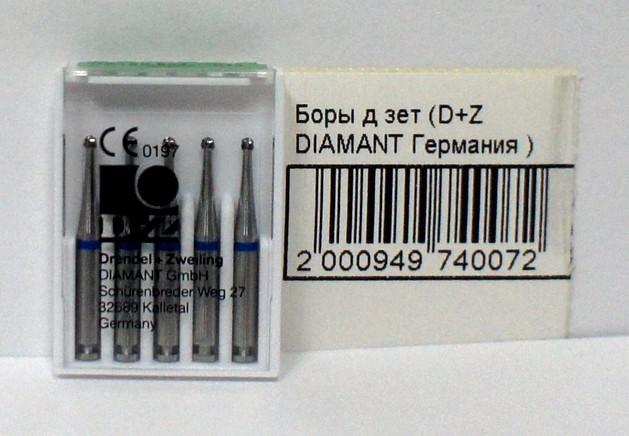 CE 0197
Drendel + Zweiling
DIAMANT GmbH
Schürenbreder Weg 27
32689 Kalletal
Germany
Боры д зет (D+Z
DIAMANT Германия )
2 000949 740072